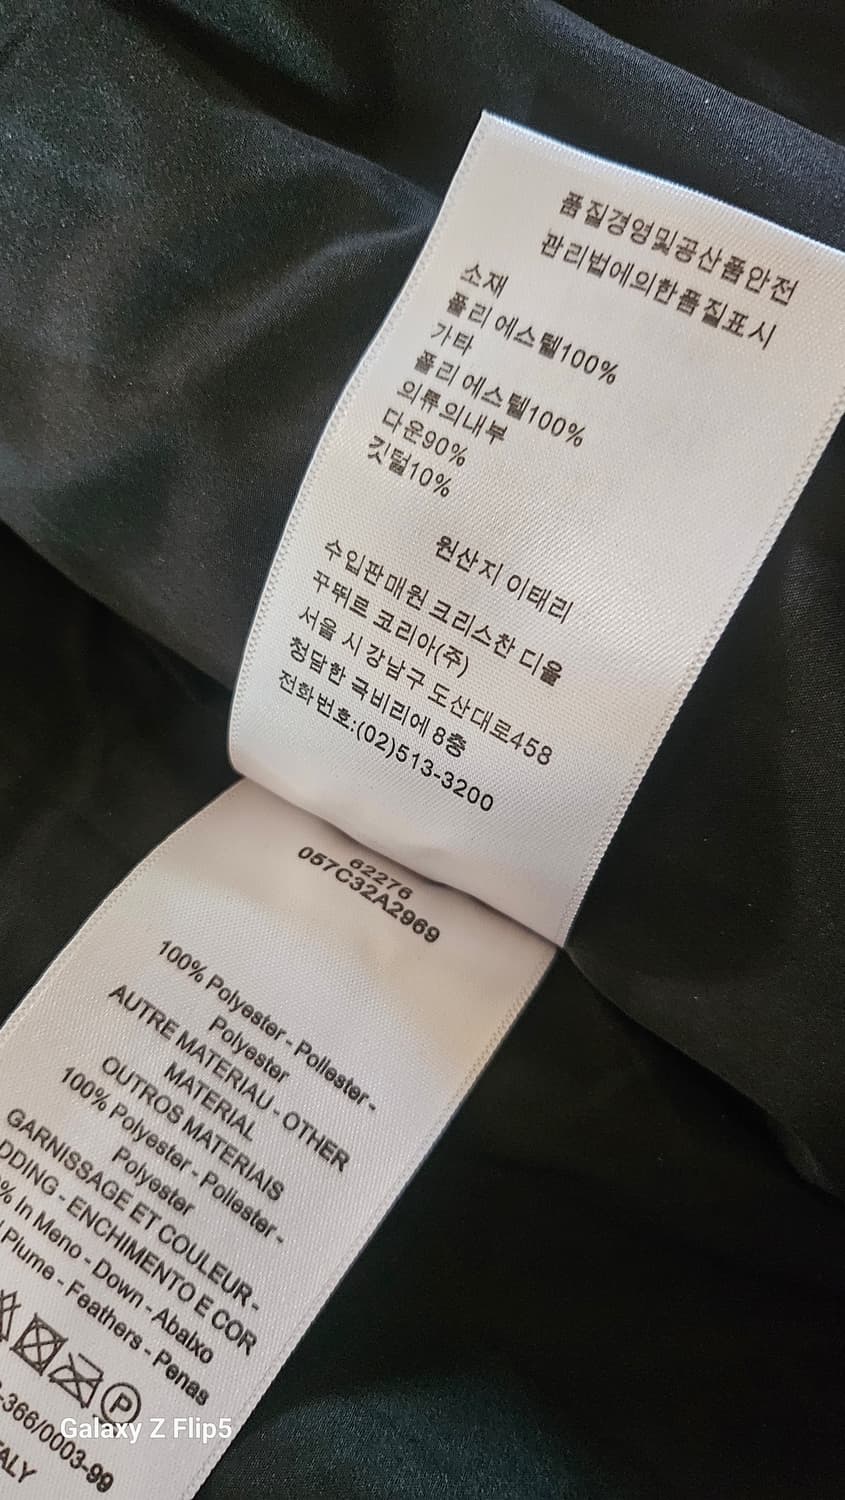 품질경영및공산품안전
관리법에의한품질표시
소재
폴리 에스텔100%
가타
폴리 에스텔100%
의류의내부
다운90%
깃털10%
원산지 이태리
수입판매원 크리스찬 디올
꾸뛰르 코리아(주)
서울 시 강남구 도산대로458
청담한 국비리에 8층
전화번호:(02)513-3200
62276
057C32A2969
100% Polyester - Poliester -
Polyester
AUTRE MATERIAU - OTHER
MATERIAL
OUTROS MATERIAIS
100% Polyester - Poliester -
Polyester
GARNISSAGE ET COULEUR -
DDING - ENCHIMENTO E COR
% In Meno - Down - Abaixo
Plume - Feathers - Penas
P
-366/0003-99
TALY
Galaxy Z Flip5